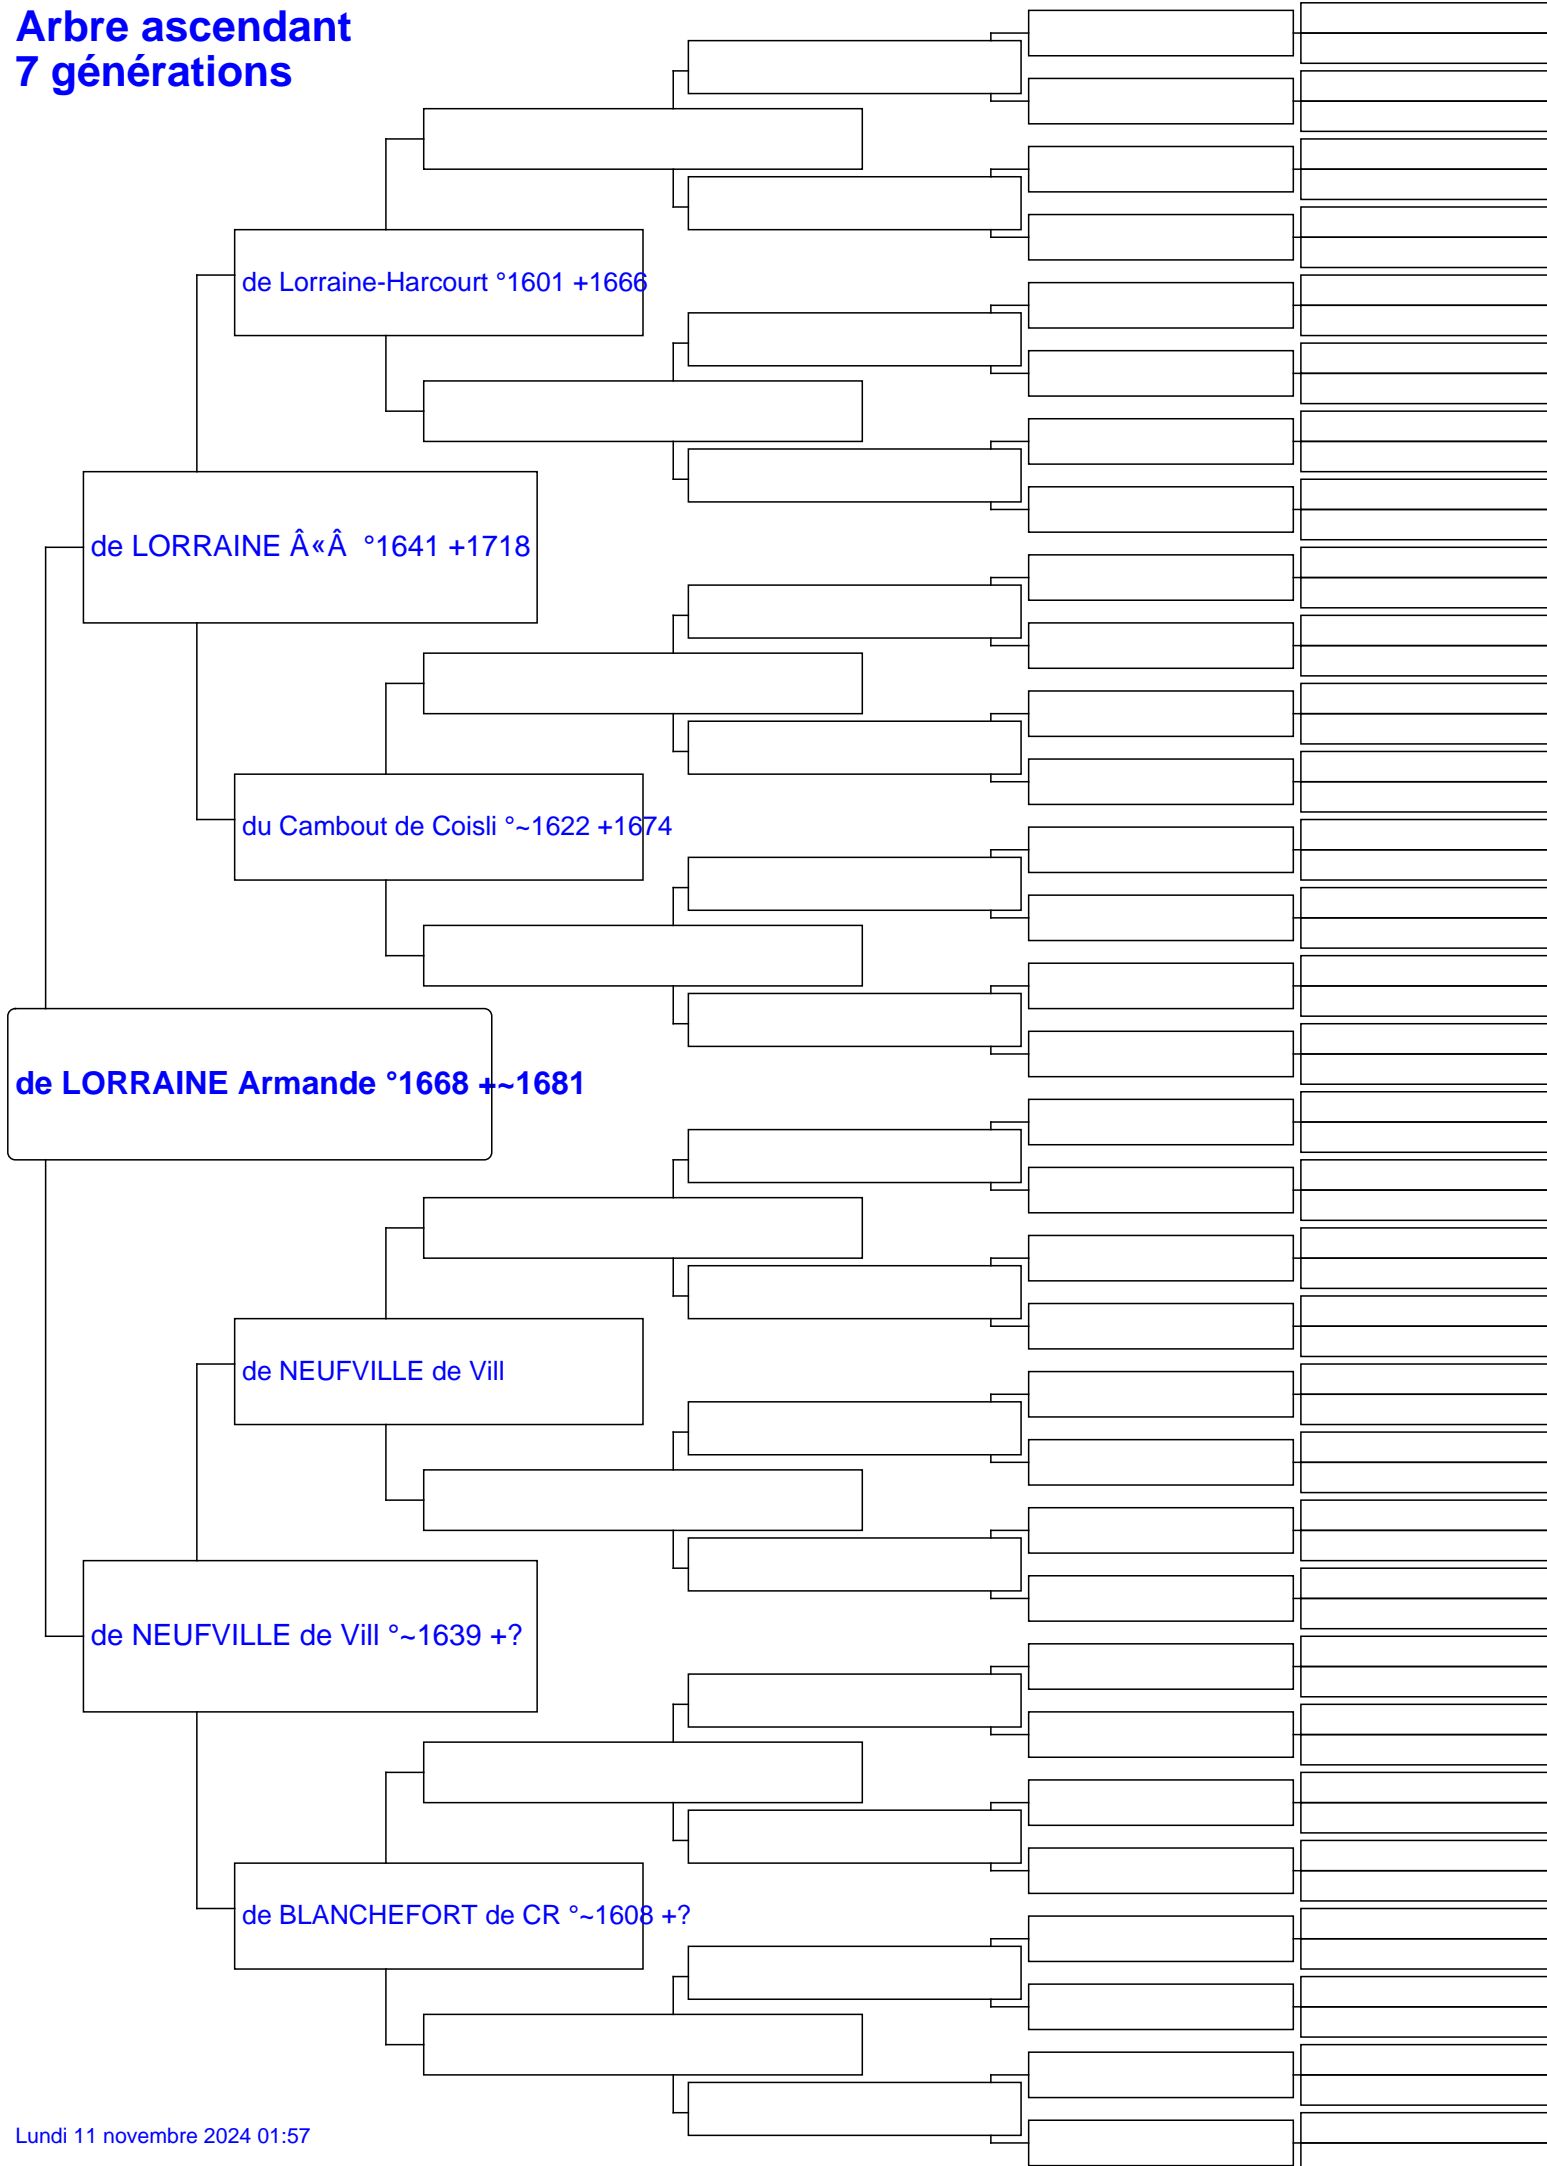 Arbre ascendant
7 générations
de Lorraine-Harcourt °1601 +1666
de LORRAINE Â«Â  °1641 +1718
du Cambout de Coisli °~1622 +1674
de LORRAINE Armande °1668 +~1681
de NEUFVILLE de Vill
de NEUFVILLE de Vill °~1639 +?
de BLANCHEFORT de CR °~1608 +?
Lundi 11 novembre 2024 01:57